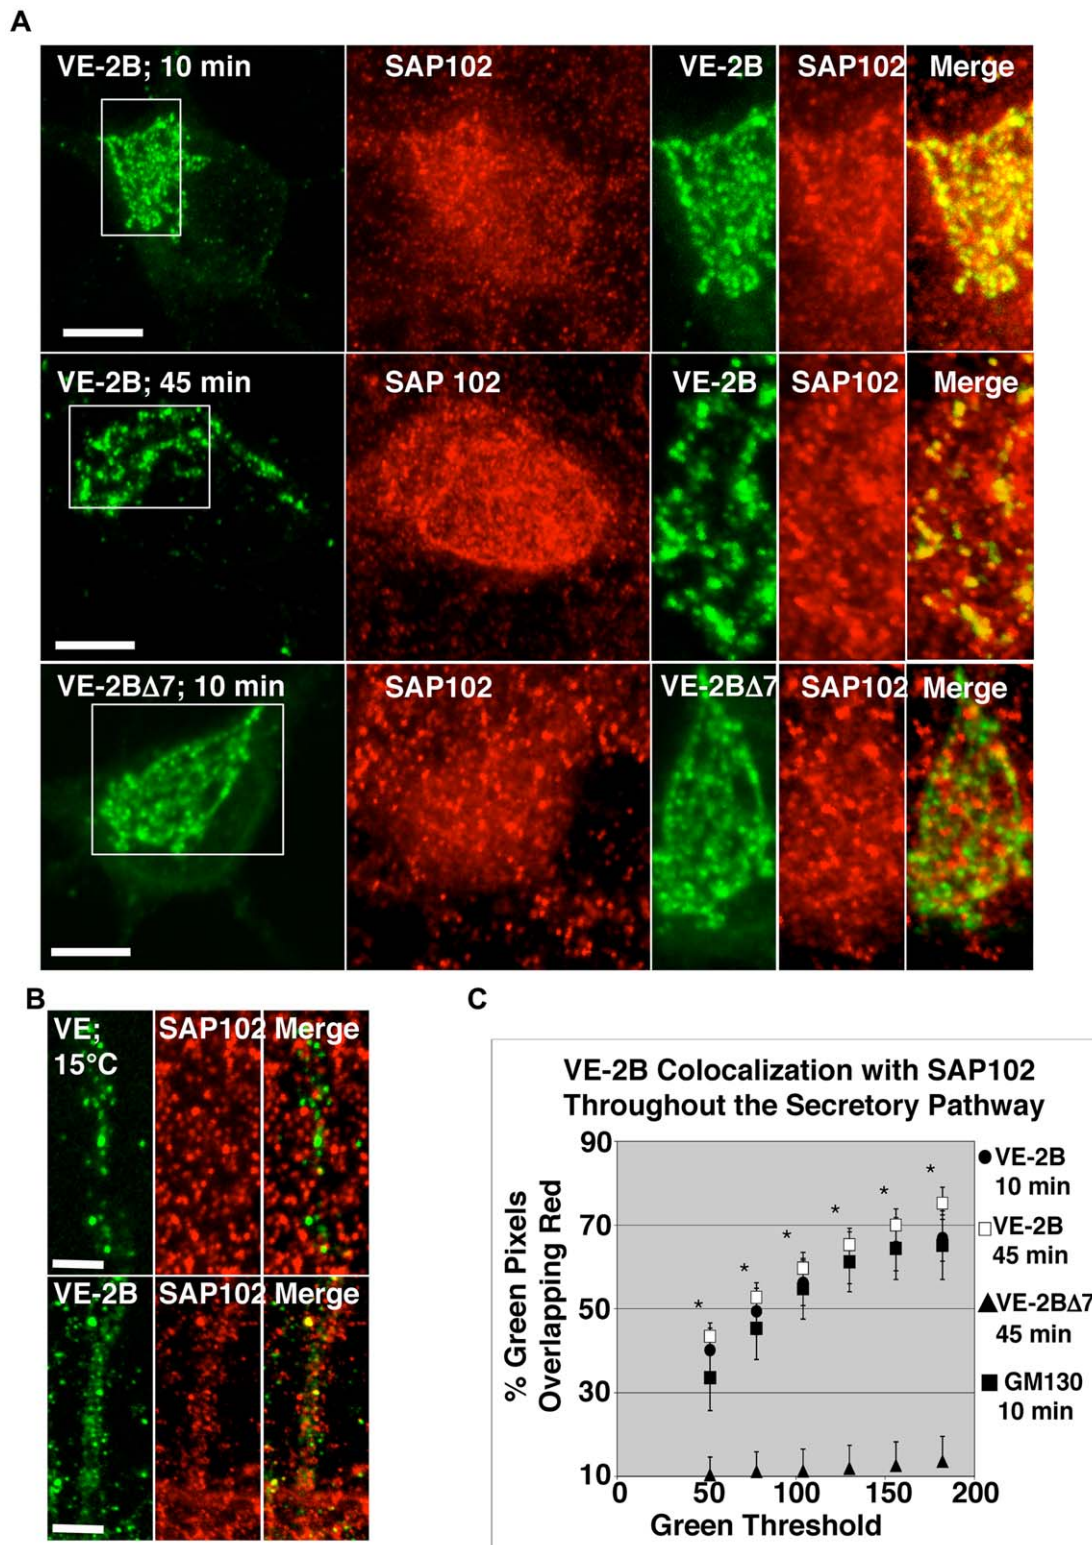 A
VE-2B; 10 min
SAP102
VE-2B
SAP102
Merge
VE-2B; 45 min
SAP 102
VE-2B
SAP102
Merge
VE-2BΔ7; 10 min
SAP102
VE-2BΔ7
SAP102
Merge
B
VE;
15°C
SAP102
Merge
VE-2B
SAP102
Merge
C
VE-2B Colocalization with SAP102
Throughout the Secretory Pathway
% Green Pixels
Overlapping Red
90
70
50
30
10
0
50
100
150
200
Green Threshold
* * * * * *
VE-2B
10 min
VE-2B
45 min
VE-2BΔ7
45 min
GM130
10 min